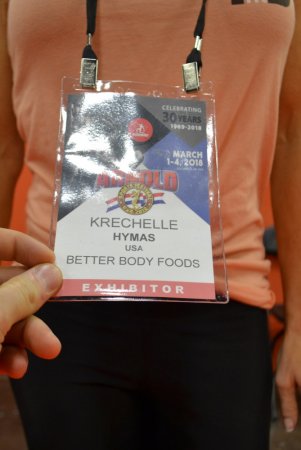 CELEBRATING
30 YEARS
1989-2018
MARCH
1-4, 2018
ARNOLD
KRECHELLE
HYMAS
USA
BETTER BODY FOODS
EXHIBITOR